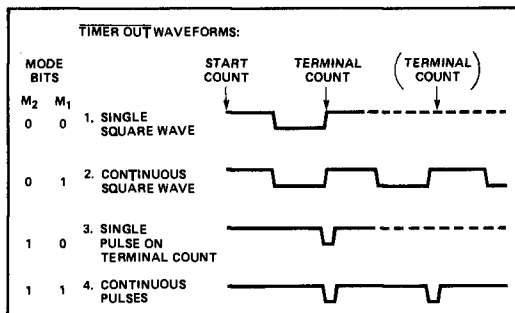 TIMER OUT WAVEFORMS:
MODE BITS
START COUNT
TERMINAL COUNT
(TERMINAL COUNT)
M2 M1
0 0 1. SINGLE SQUARE WAVE
0 1 2. CONTINUOUS SQUARE WAVE
1 0 3. SINGLE PULSE ON TERMINAL COUNT
1 1 4. CONTINUOUS PULSES